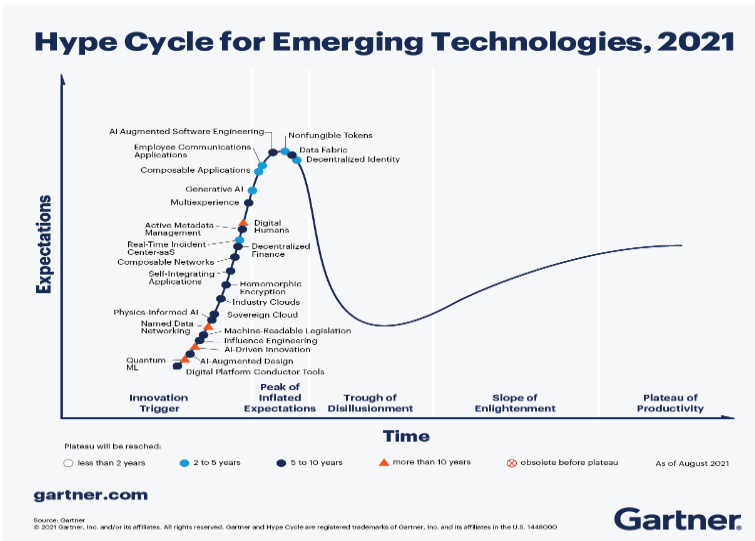 Hype Cycle for Emerging Technologies, 2021
AI Augmented Software Engineering
Nonfungible Tokens
Employee Communications
Applications
Data Fabric
Decentralized Identity
Composable Applications
Generative AI
Multiexperience
Active Metadata
Management
Digital
Humans
Real-Time Incident
Center-aaS
Decentralized
Finance
Composable Networks
Self-Integrating
Applications
Homomorphic
Encryption
Industry Clouds
Physics-Informed AI
Sovereign Cloud
Named Data
Networking
Machine-Readable Legislation
Influence Engineering
AI-Driven Innovation
Quantum
ML
AI-Augmented Design
Digital Platform Conductor Tools
Expectations
Innovation
Trigger
Peak of
Inflated
Expectations
Trough of
Disillusionment
Slope of
Enlightenment
Plateau of
Productivity
Time
Plateau will be reached:
less than 2 years
2 to 5 years
5 to 10 years
more than 10 years
obsolete before plateau
As of August 2021
gartner.com
Source: Gartner
© 2021 Gartner, Inc. and/or its affiliates. All rights reserved. Gartner and Hype Cycle are registered trademarks of Gartner, Inc. and its affiliates in the U.S. 1448000
Gartner